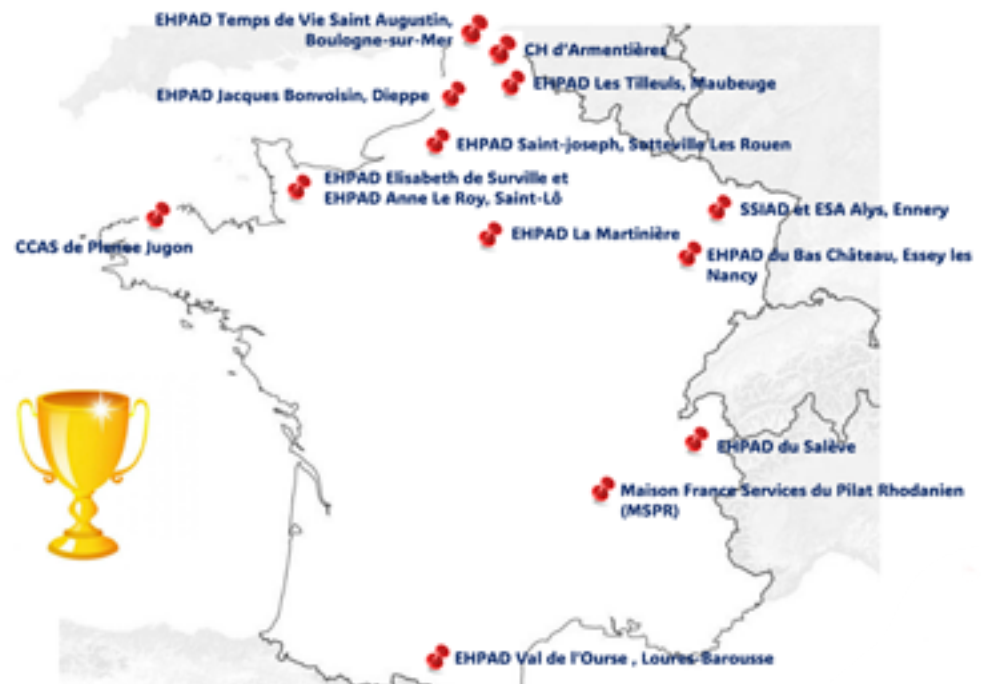 EHPAD Temps de Vie Saint Augustin,
Boulogne-sur-Mer
CH d'Armentières
EHPAD Les Tilleuls, Maubeuge
EHPAD Jacques Bonvoisin, Dieppe
EHPAD Saint-joseph, Sotteville Les Rouen
EHPAD Elisabeth de Surville et
EHPAD Anne Le Roy, Saint-Lô
SSIAD et ESA Alys, Ennery
EHPAD La Martinière
CCAS de Plenee Jugon
EHPAD du Bas Château, Essey les
Nancy
EHPAD du Salève
Maison France Services du Pilat Rhodanien
(MSPR)
EHPAD Val de l'Ourse , Loures-Barousse